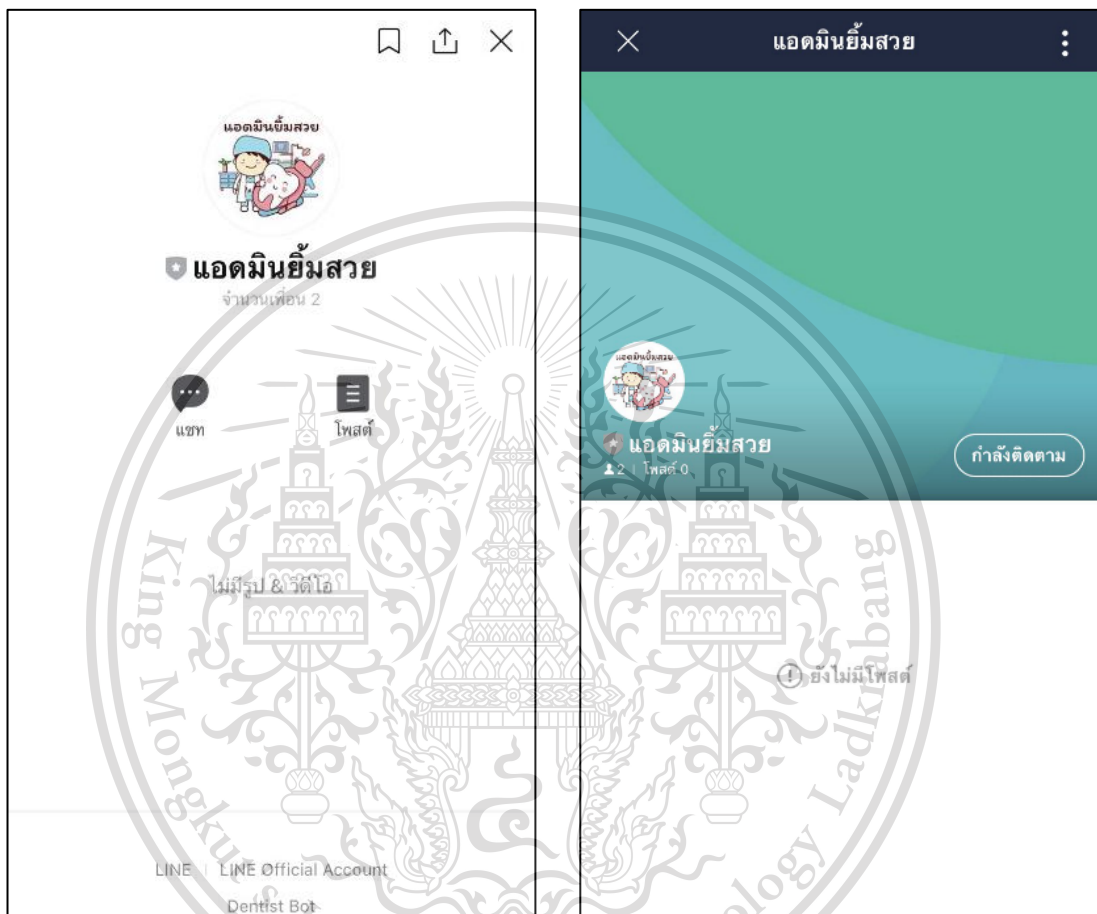 แอดมินยิ้มสวย
แอดมินยิ้มสวย
จำนวนเพื่อน 2
แชท
โพสต์
ไม่มีรูป & วิดีโอ
LINE | LINE Official Account
Dentist Bot
แอดมินยิ้มสวย
แอดมินยิ้มสวย
แอดมินยิ้มสวย
2 | โพสต์ 0
กำลังติดตาม
ยังไม่มีโพสต์
King Mongku
ology Ladkrabang